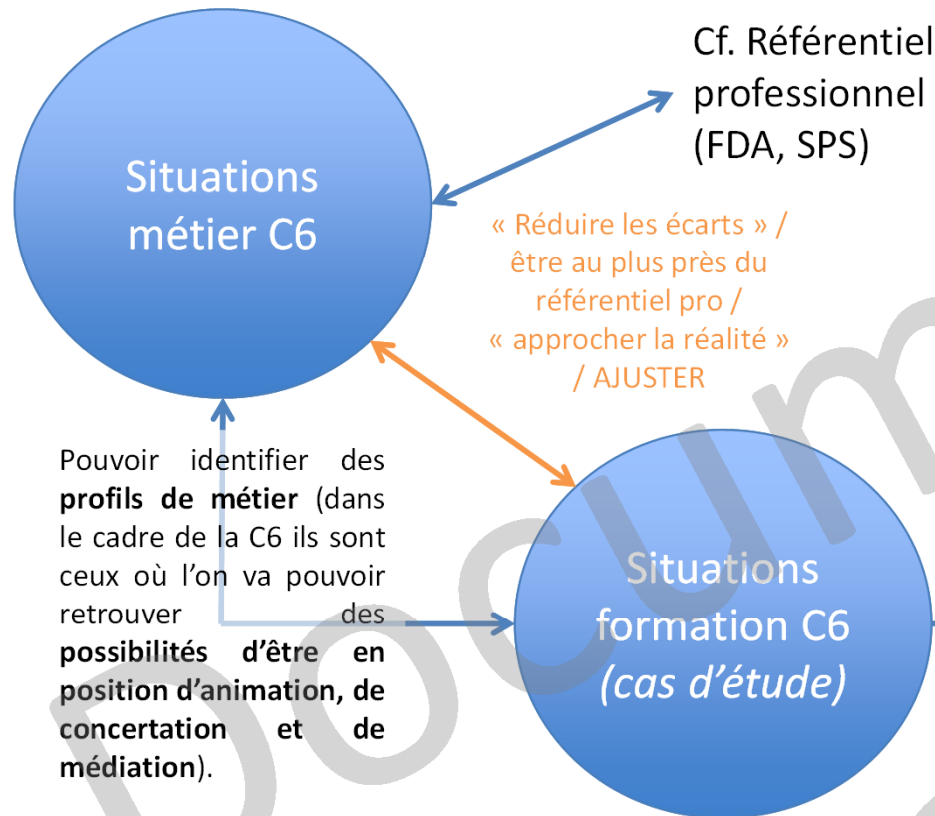 Cf. Référentiel
professionnel
(FDA, SPS)
Situations
métier C6
« Réduire les écarts » /
être au plus près du
référentiel pro /
« approcher la réalité »
/ AJUSTER
Pouvoir identifier des
profils de métier (dans
le cadre de la C6 ils sont
ceux où l'on va pouvoir
retrouver des
possibilités d'être en
position d'animation, de
concertation et de
médiation).
Situations
formation C6
(cas d'étude)
Docum